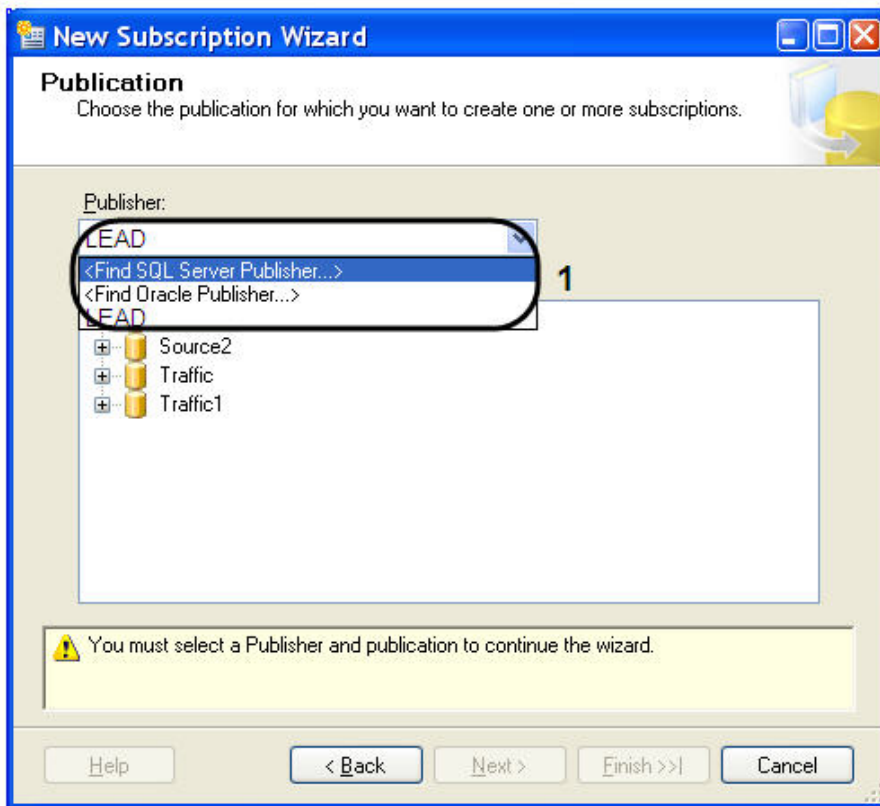 New Subscription Wizard
Publication
Choose the publication for which you want to create one or more subscriptions.
Publisher:
LEAD
<Find SQL Server Publisher...>
1
<Find Oracle Publisher...>
LEAD
Source2
Traffic
Traffic1
You must select a Publisher and publication to continue the wizard.
Help
< Back
Next >
Finish >>|
Cancel